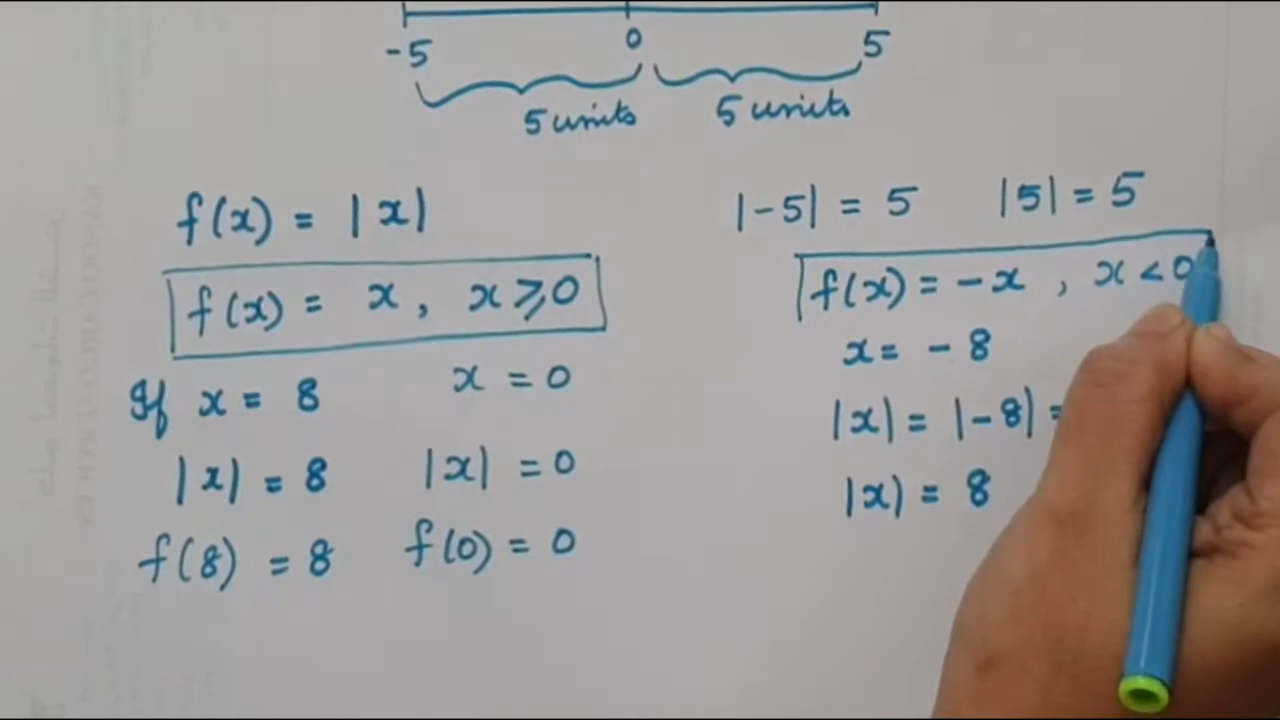 -5 0 5
5 units 5 units
f(x) = |x|
|-5| = 5 |5| = 5
f(x) = x, x ⩾ 0
f(x) = -x, x < 0
If x = 8 x = 0
x = -8
|x| = 8 |x| = 0
|x| = |-8| =
f(8) = 8 f(0) = 0
|x| = 8